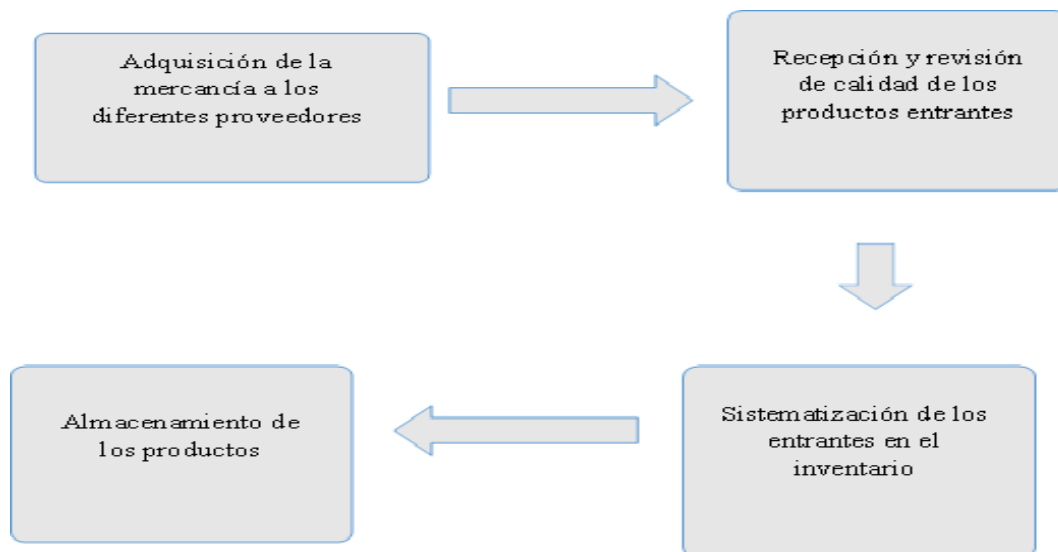 Adquisición de la
mercancía a los
diferentes proveedores
Recepción y revisión
de calidad de los
productos entrantes
Sistematización de los
entrantes en el
inventario
Almacenamiento de
los productos